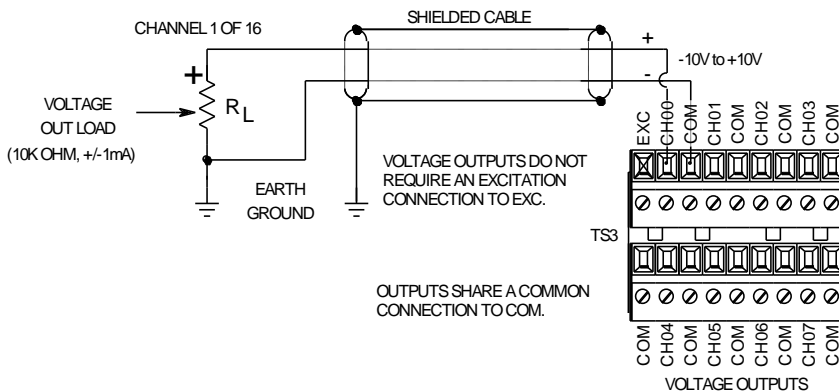 SHIELDED CABLE
CHANNEL 1 OF 16
+
-10V to +10V
-
+
R L
VOLTAGE
OUT LOAD
(10K OHM, +/-1mA)
VOLTAGE OUTPUTS DO NOT
REQUIRE AN EXCITATION
CONNECTION TO EXC.
EARTH
GROUND
EXC
CH00
COM
CH01
COM
CH02
COM
CH03
COM
TS3
OUTPUTS SHARE A COMMON
CONNECTION TO COM.
COM
CH04
COM
CH05
COM
CH06
COM
CH07
COM
VOLTAGE OUTPUTS